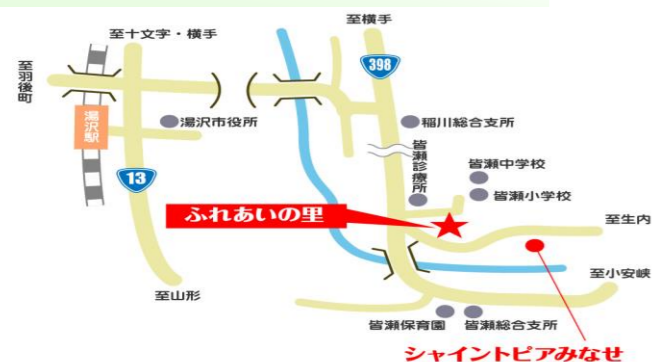 至横手
至十文字・横手
398
至羽後町
湯沢駅
湯沢市役所
稲川総合支所
皆瀬診療所
皆瀬中学校
13
皆瀬小学校
ふれあいの里
至生内
至小安峡
至山形
皆瀬保育園
皆瀬総合支所
シャイントピアみなせ